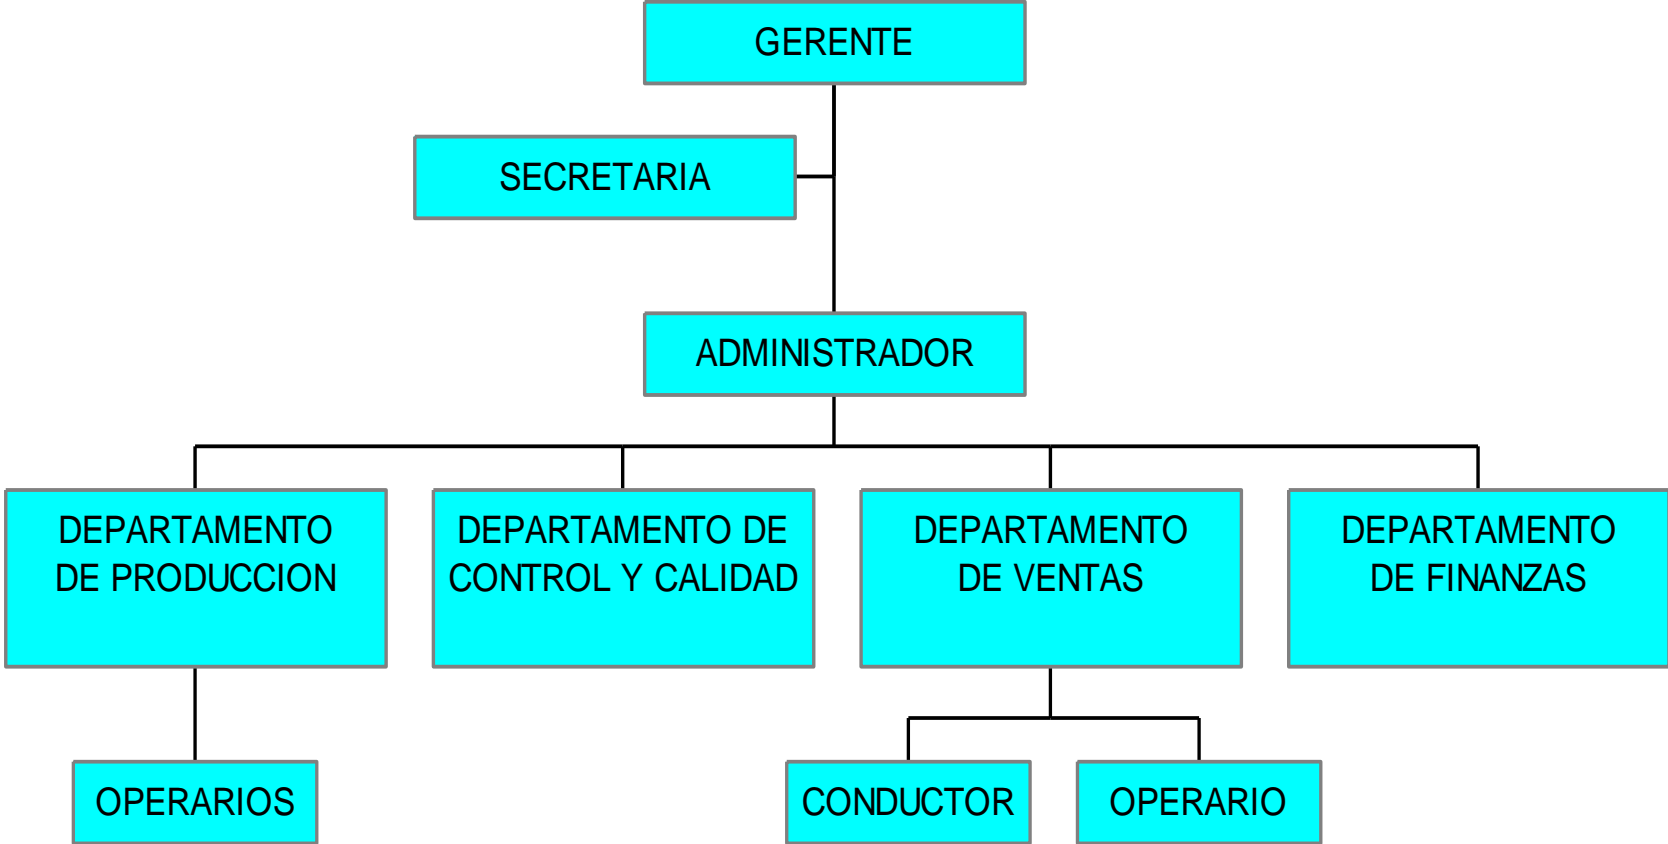 GERENTE
SECRETARIA
ADMINISTRADOR
DEPARTAMENTO
DE PRODUCCION
DEPARTAMENTO DE
CONTROL Y CALIDAD
DEPARTAMENTO
DE VENTAS
DEPARTAMENTO
DE FINANZAS
OPERARIOS
CONDUCTOR
OPERARIO